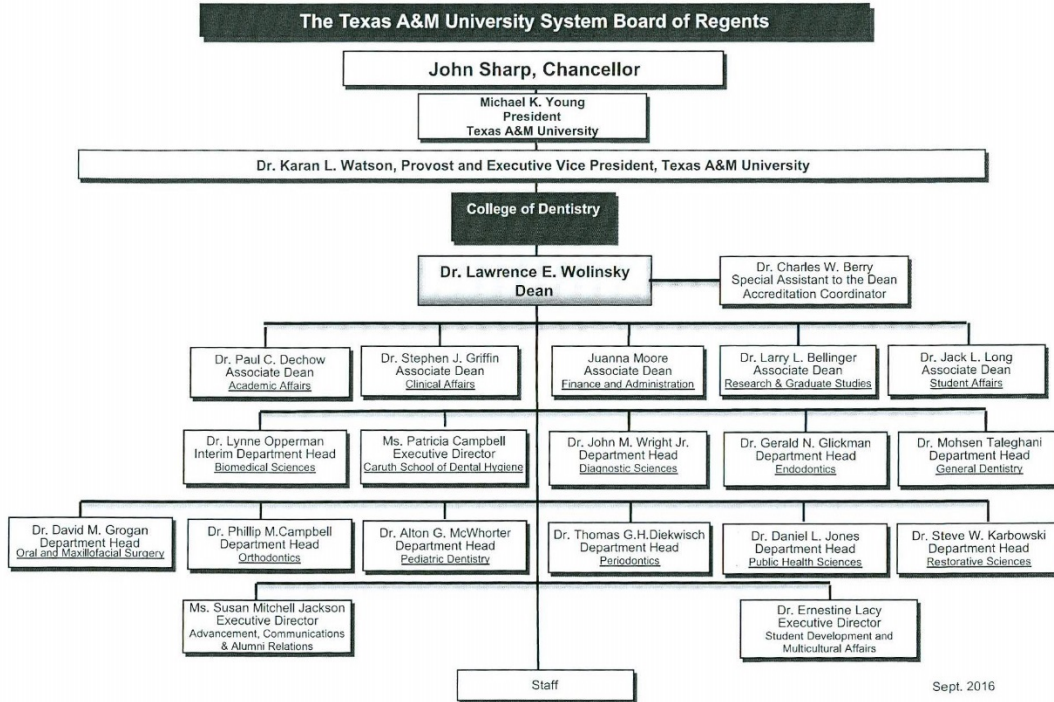 The Texas A&M University System Board of Regents
John Sharp, Chancellor
Michael K. Young
President
Texas A&M University
Dr. Karan L. Watson, Provost and Executive Vice President, Texas A&M University
College of Dentistry
Dr. Lawrence E. Wolinsky
Dean
Dr. Charles W. Berry
Special Assistant to the Dean
Accreditation Coordinator
Dr. Paul C. Dechow
Associate Dean
Academic Affairs
Dr. Stephen J. Griffin
Associate Dean
Clinical Affairs
Juanna Moore
Associate Dean
Finance and Administration
Dr. Larry L. Bellinger
Associate Dean
Research & Graduate Studies
Dr. Jack L. Long
Associate Dean
Student Affairs
Dr. Lynne Opperman
Interim Department Head
Biomedical Sciences
Ms. Patricia Campbell
Executive Director
Caruth School of Dental Hygiene
Dr. John M. Wright Jr.
Department Head
Diagnostic Sciences
Dr. Gerald N. Glickman
Department Head
Endodontics
Dr. Mohsen Taleghani
Department Head
General Dentistry
Dr. David M. Grogan
Department Head
Oral and Maxillofacial Surgery
Dr. Phillip M.Campbell
Department Head
Orthodontics
Dr. Alton G. McWhorter
Department Head
Pediatric Dentistry
Dr. Thomas G.H.Diekwisch
Department Head
Periodontics
Dr. Daniel L. Jones
Department Head
Public Health Sciences
Dr. Steve W. Karbowski
Department Head
Restorative Sciences
Ms. Susan Mitchell Jackson
Executive Director
Advancement, Communications
& Alumni Relations
Dr. Ernestine Lacy
Executive Director
Student Development and
Multicultural Affairs
Staff
Sept. 2016